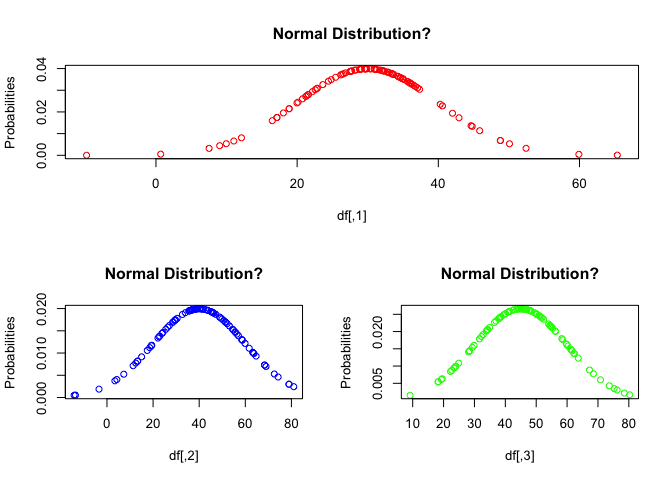 Normal Distribution?
Probabilities
0.00 0.02 0.04
0 20 40 60
df[,1]
Normal Distribution?
Probabilities
0.000 0.010 0.020
0 20 40 60 80
df[,2]
Normal Distribution?
Probabilities
0.005 0.020
10 20 30 40 50 60 70 80
df[,3]